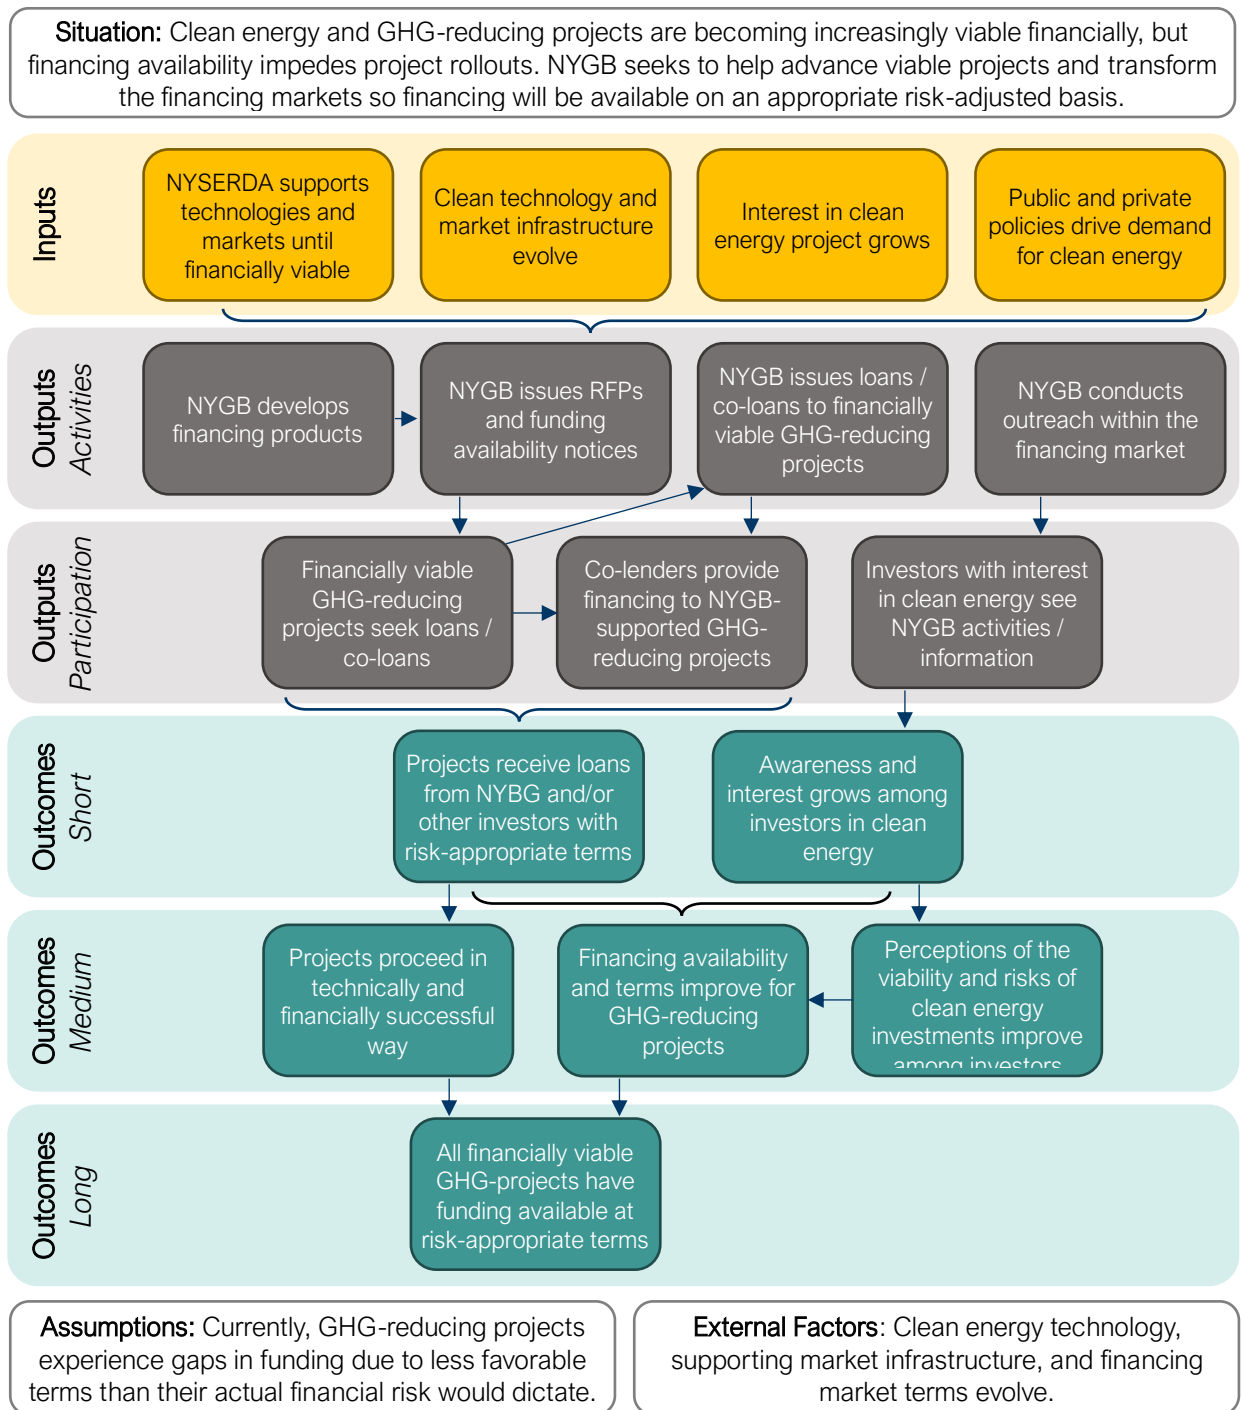 Situation: Clean energy and GHG-reducing projects are becoming increasingly viable financially, but
financing availability impedes project rollouts. NYGB seeks to help advance viable projects and transform
the financing markets so financing will be available on an appropriate risk-adjusted basis.
Inputs
NYSERDA supports
technologies and
markets until
financially viable
Clean technology and
market infrastructure
evolve
Interest in clean
energy project grows
Public and private
policies drive demand
for clean energy
Outputs
Activities
NYGB develops
financing products
NYGB issues RFPs
and funding
availability notices
NYGB issues loans /
co-loans to financially
viable GHG-reducing
projects
NYGB conducts
outreach within the
financing market
Outputs
Participation
Financially viable
GHG-reducing
projects seek loans /
co-loans
Co-lenders provide
financing to NYGB-
supported GHG-
reducing projects
Investors with interest
in clean energy see
NYGB activities /
information
Outcomes
Short
Projects receive loans
from NYBG and/or
other investors with
risk-appropriate terms
Awareness and
interest grows among
investors in clean
energy
Outcomes
Medium
Projects proceed in
technically and
financially successful
way
Financing availability
and terms improve for
GHG-reducing
projects
Perceptions of the
viability and risks of
clean energy
investments improve
among investors
Outcomes
Long
All financially viable
GHG-projects have
funding available at
risk-appropriate terms
Assumptions: Currently, GHG-reducing projects
experience gaps in funding due to less favorable
terms than their actual financial risk would dictate.
External Factors: Clean energy technology,
supporting market infrastructure, and financing
market terms evolve.